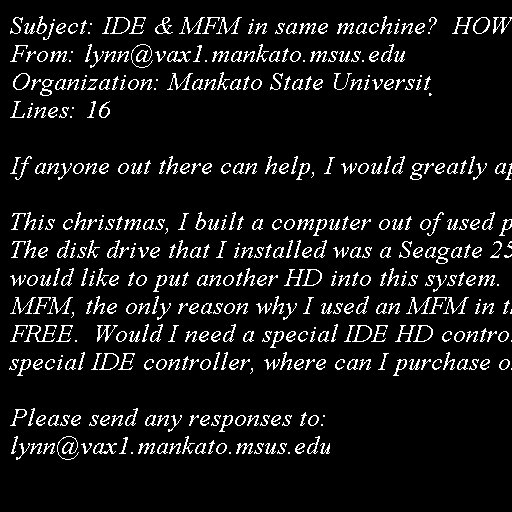 Subject: IDE & MFM in same machine?  HOW
From: lynn@vax1.mankato.msus.edu
Organization: Mankato State Universit
Lines: 16

If anyone out there can help, I would greatly ap

This christmas, I built a computer out of used p
The disk drive that I installed was a Seagate 25
would like to put another HD into this system.
MFM, the only reason why I used an MFM in t
FREE.  Would I need a special IDE HD contro
special IDE controller, where can I purchase o

Please send any responses to:
lynn@vax1.mankato.msus.edu